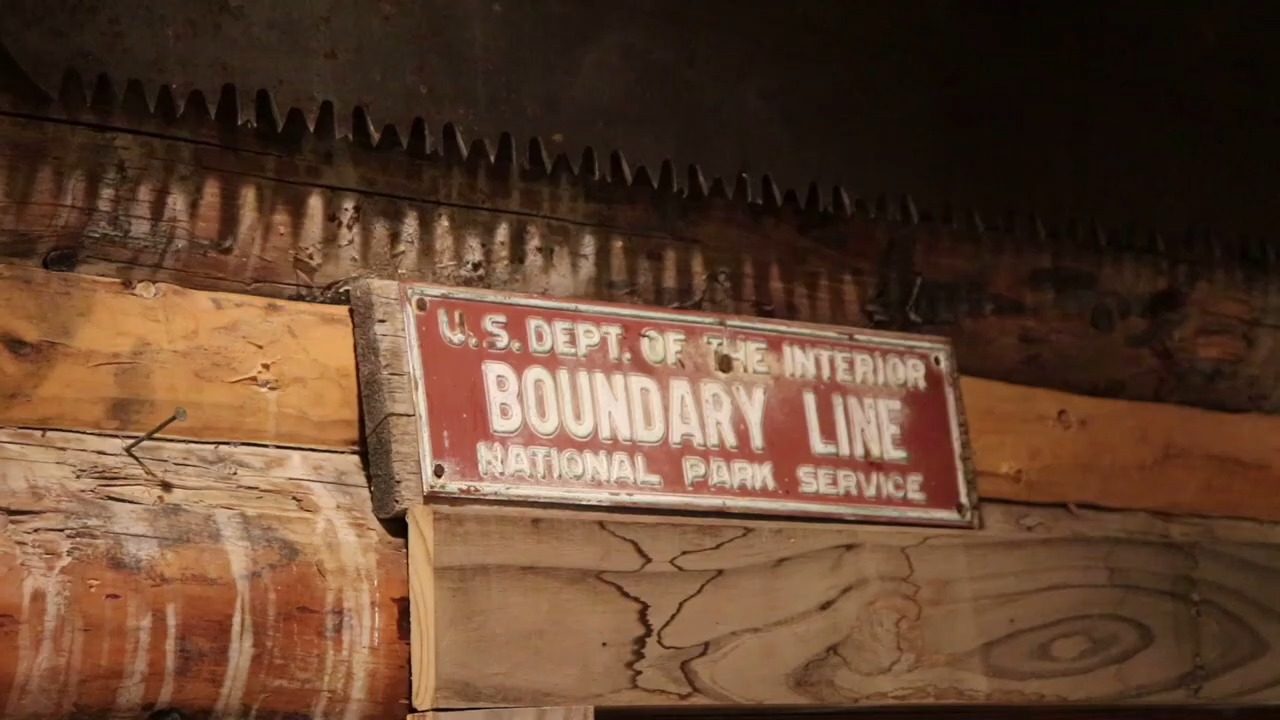 U.S. DEPT. OF THE INTERIOR
BOUNDARY LINE
NATIONAL PARK SERVICE